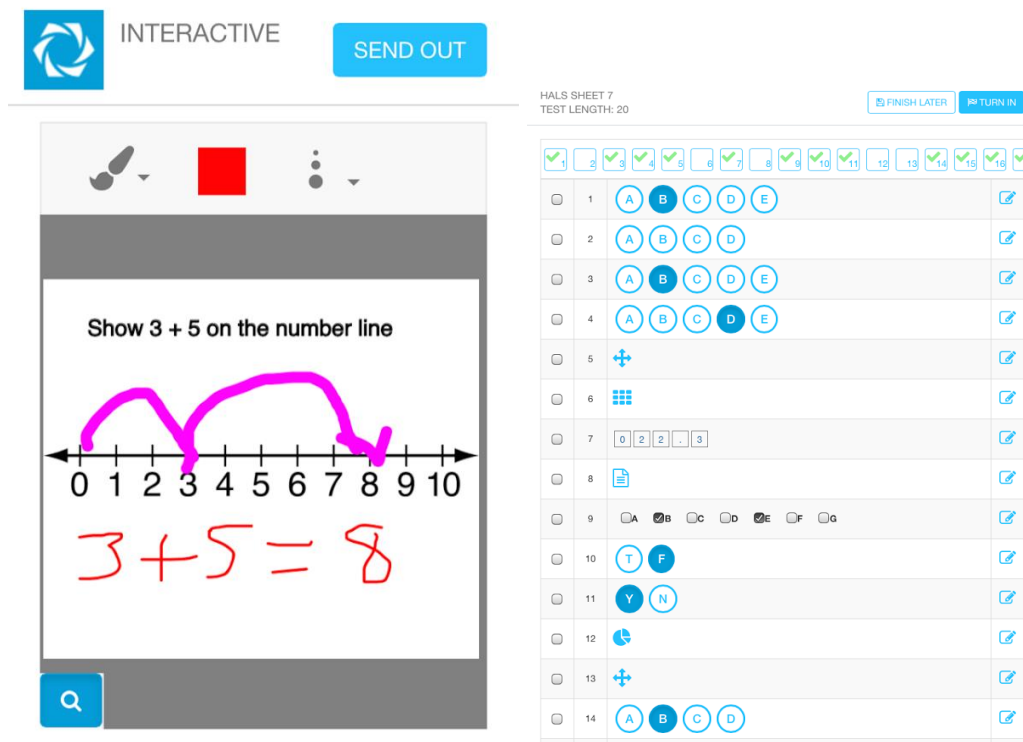 INTERACTIVE
SEND OUT
Show 3 + 5 on the number line
0 1 2 3 4 5 6 7 8 9 10
3+5=8
HALS SHEET 7
TEST LENGTH: 20
FINISH LATER
TURN IN
1 2 3 4 5 6 7 8 9 10 11 12 13 14 15 16
1 A B C D E
2 A B C D
3 A B C D E
4 A B C D E
5
6
7 0 2 2 . 3
8
9 A B C D E F G
10 T F
11 Y N
12
13
14 A B C D